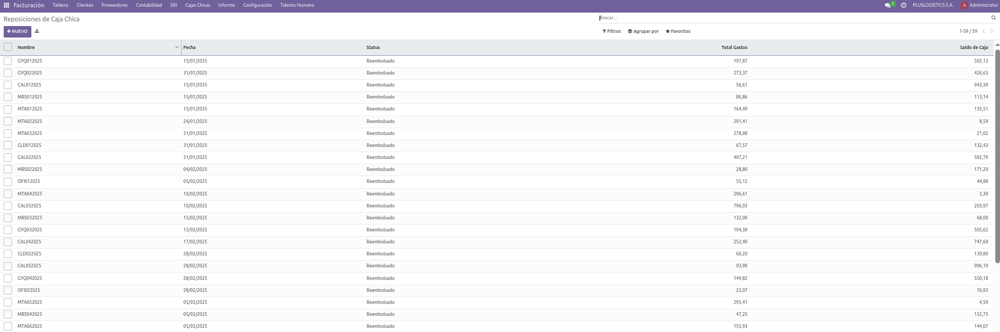 Facturación Tablero Clientes Proveedores Contabilidad SRI Cajas Chicas Informe Configuración Talento Humano 5 PLUSLOGISTICS S.A. A Administrator
Reposiciones de Caja Chica Buscar...
NUEVO Filtros Agrupar por Favoritos 1-59 / 59
Nombre Fecha Status Total Gastos Saldo de Caja
GYQ012025 15/01/2025 Reembolsado 197,87 502,13
GYQ022025 31/01/2025 Reembolsado 273,37 426,63
CAL012025 15/01/2025 Reembolsado 56,61 943,39
MRS012025 15/01/2025 Reembolsado 86,86 113,14
MTA012025 15/01/2025 Reembolsado 164,49 135,51
MTA022025 24/01/2025 Reembolsado 291,41 8,59
MTA032025 31/01/2025 Reembolsado 278,98 21,02
CLD012025 31/01/2025 Reembolsado 67,57 132,43
CAL022025 31/01/2025 Reembolsado 407,21 592,79
MRS022025 04/02/2025 Reembolsado 28,80 171,20
OFI012025 05/02/2025 Reembolsado 55,12 44,88
MTA042025 10/02/2025 Reembolsado 296,61 3,39
CAL032025 10/02/2025 Reembolsado 796,03 203,97
MRS032025 15/02/2025 Reembolsado 132,00 68,00
GYQ032025 15/02/2025 Reembolsado 194,38 505,62
CAL042025 17/02/2025 Reembolsado 252,40 747,60
CLD022025 28/02/2025 Reembolsado 60,20 139,80
CAL052025 28/02/2025 Reembolsado 93,90 906,10
GYQ042025 28/02/2025 Reembolsado 149,82 550,18
OFI022025 28/02/2025 Reembolsado 23,07 76,93
MTA052025 05/03/2025 Reembolsado 295,41 4,59
MRS042025 05/03/2025 Reembolsado 47,25 152,75
MTA062025 05/03/2025 Reembolsado 155,93 144,07